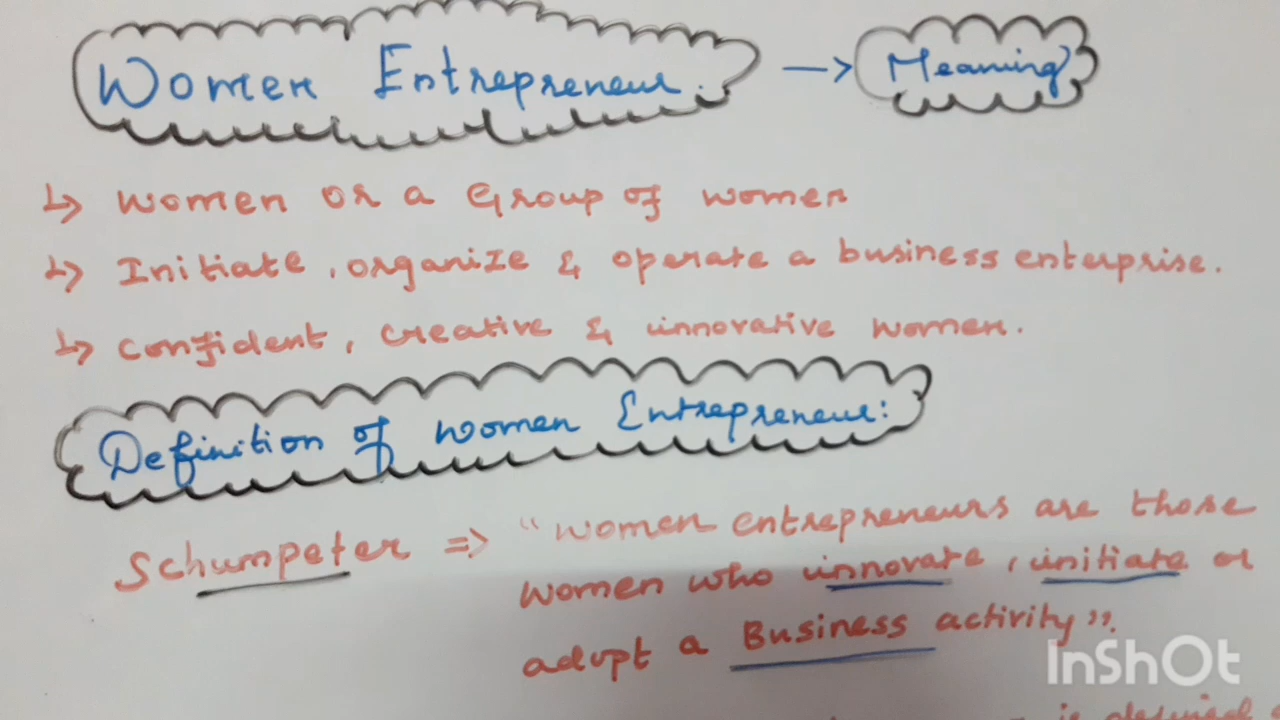 Women Entrepreneur. → Meaning
↳ Women or a Group of women
↳ Initiate, organize & operate a business enterprise.
↳ confident, creative & innovative women.
Definition of women Entrepreneur:
Schumpeter => "Women entrepreneurs are those
women who innovate, initiate or
adopt a Business activity".
InShOt
is